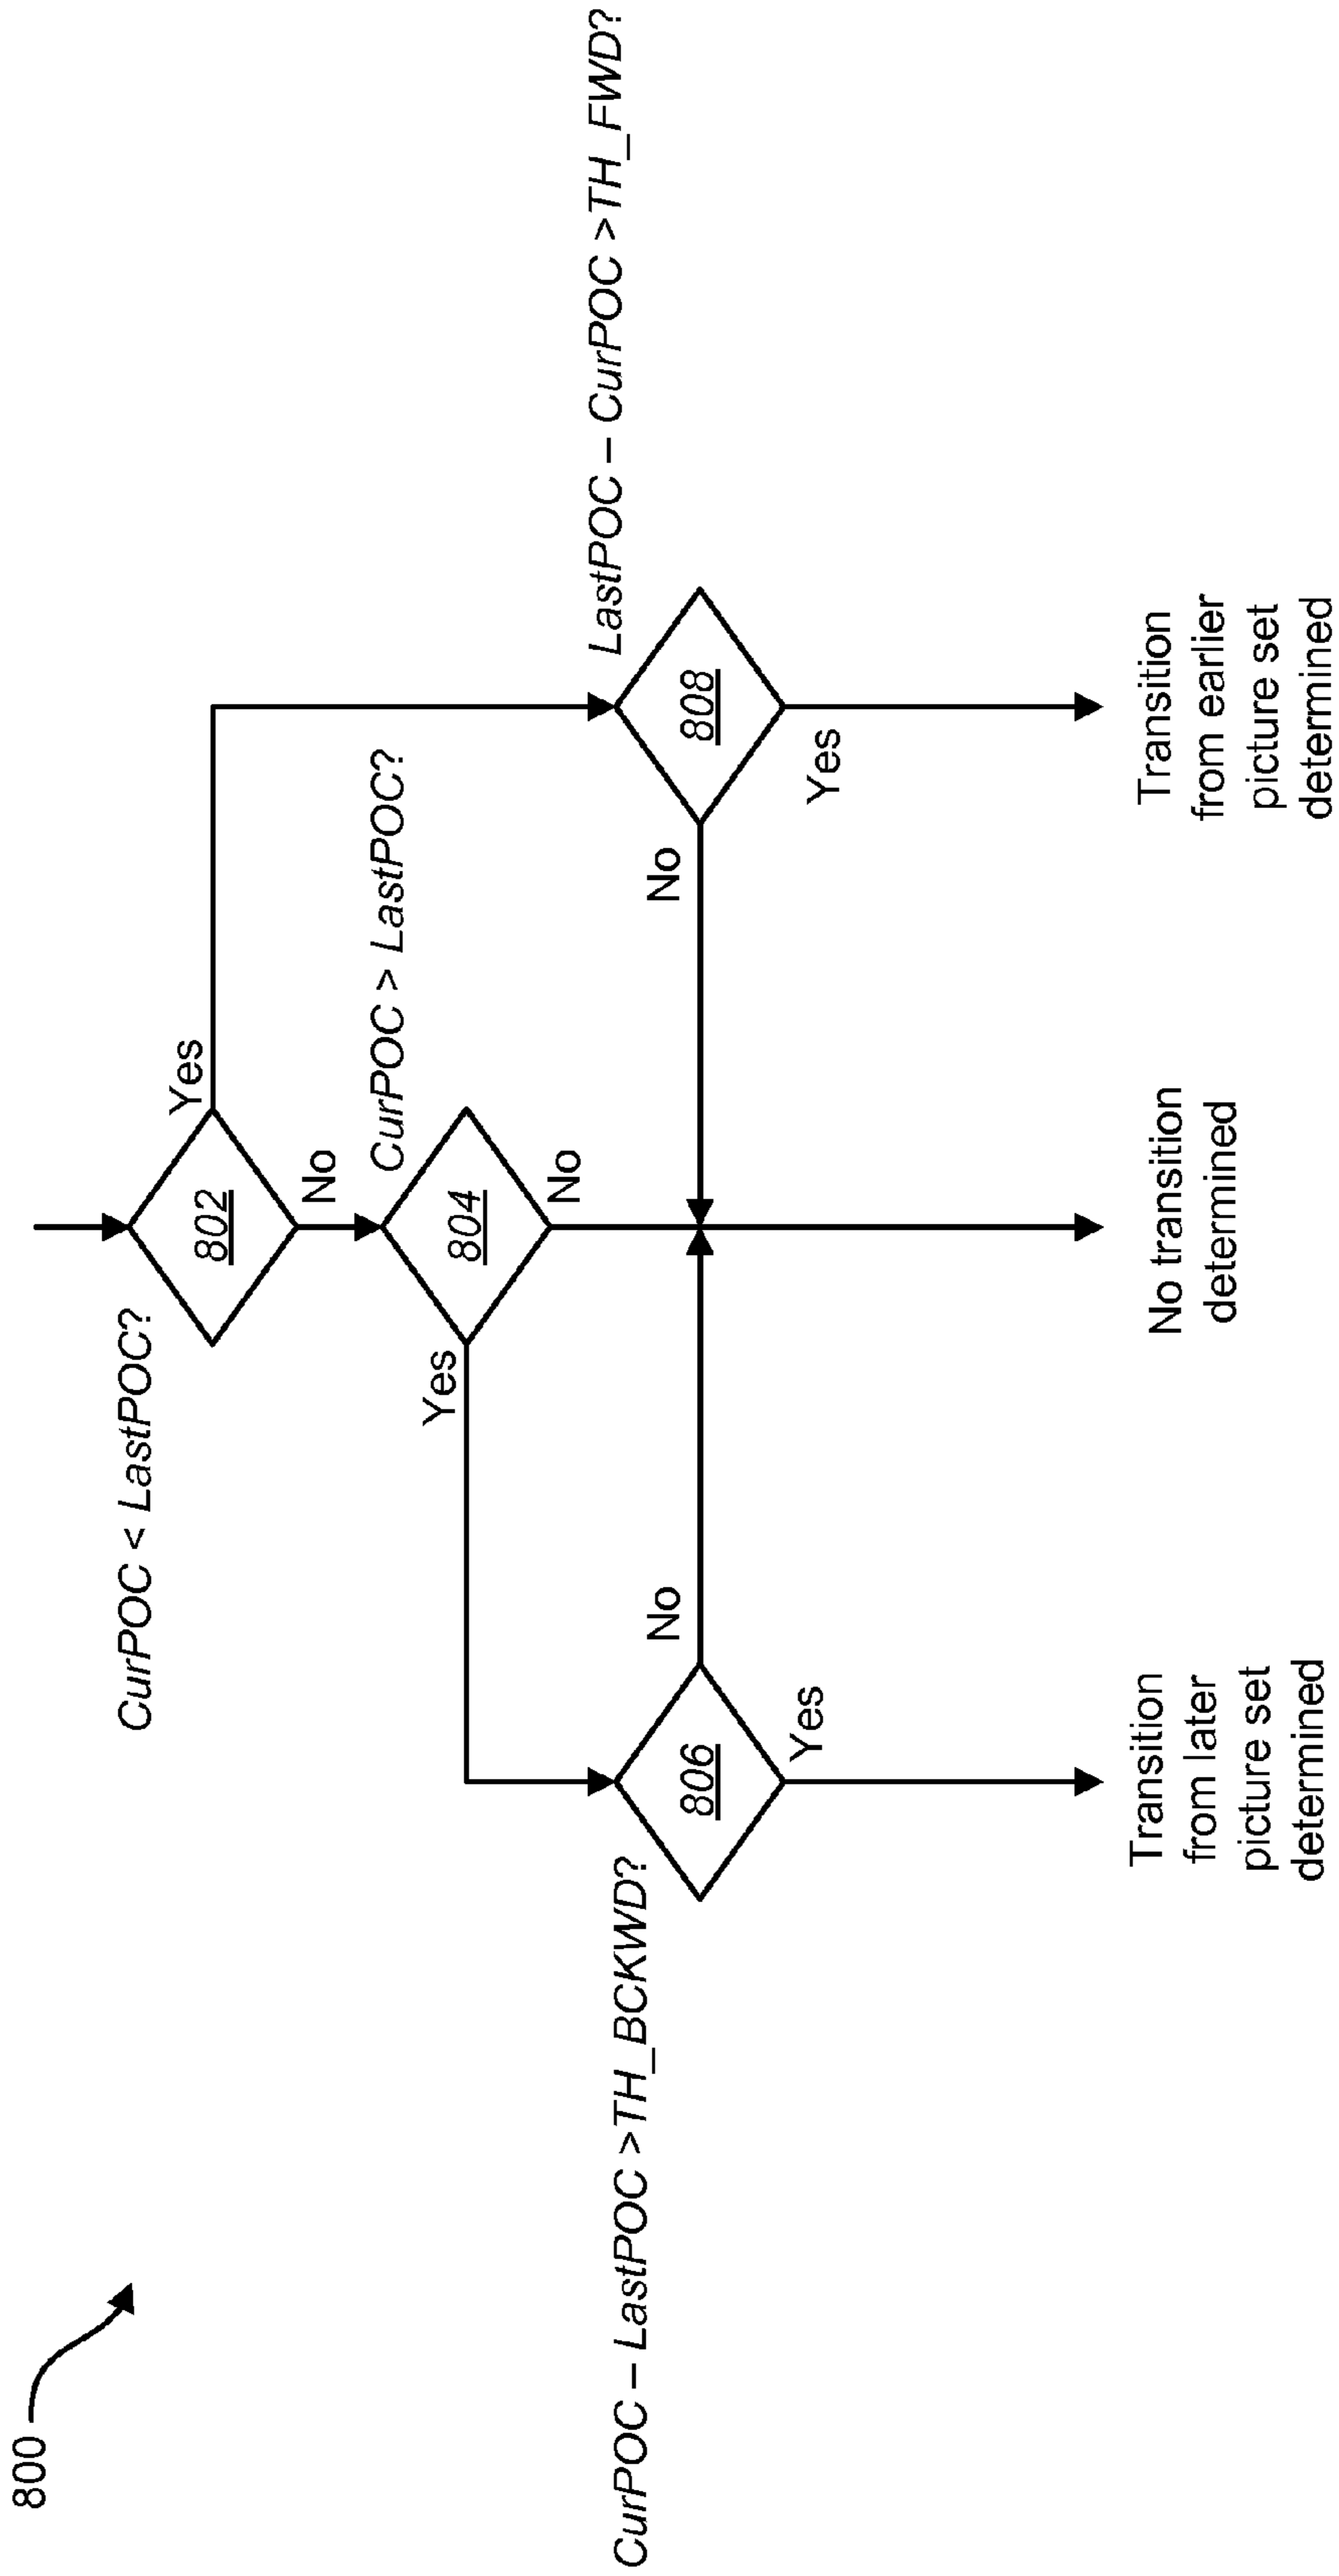 800
CurPOC < LastPOC?
802
Yes
No
CurPOC > LastPOC?
804
Yes
No
CurPOC – LastPOC >TH_BCKWD?
806
No
Yes
LastPOC – CurPOC >TH_FWD?
808
No
Yes
Transition
from later
picture set
determined
No transition
determined
Transition
from earlier
picture set
determined